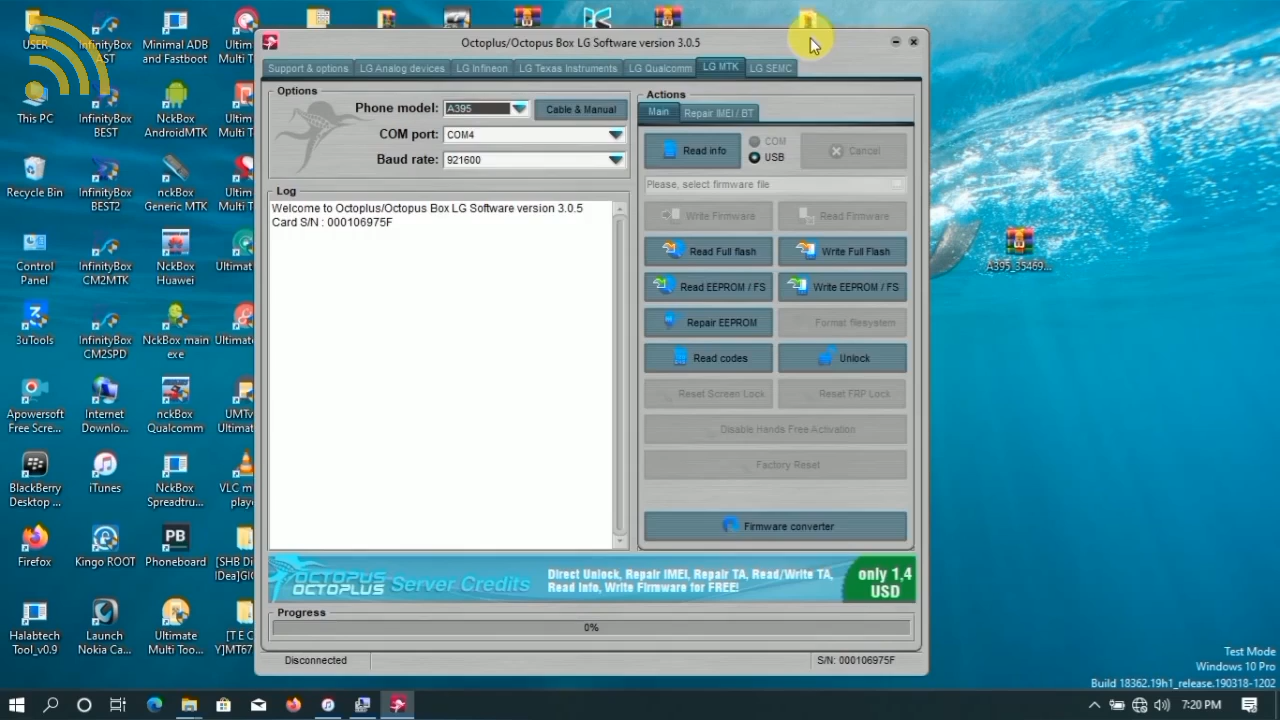 Octoplus/Octopus Box LG Software version 3.0.5
Support & options
LG Analog devices
LG Infineon
LG Texas Instruments
LG Qualcomm
LG MTK
LG SEMC
Options
Phone model:
A395
Cable & Manual
COM port:
COM4
Baud rate:
921600
Log
Welcome to Octoplus/Octopus Box LG Software version 3.0.5
Card S/N : 000106975F
Actions
Main
Repair IMEI / BT
Read info
COM
USB
Cancel
Please, select firmware file
Write Firmware
Read Firmware
Read Full flash
Write Full Flash
Read EEPROM / FS
Write EEPROM / FS
Repair EEPROM
Format filesystem
Read codes
Unlock
Reset Screen Lock
Reset FRP Lock
Disable Hands Free Activation
Factory Reset
Firmware converter
OCTOPUS
OCTOPLUS
Server Credits
Direct Unlock, Repair IMEI, Repair TA, Read/Write TA,
Read Info, Write Firmware for FREE!
only 1,4
USD
Progress
0%
Disconnected
S/N: 000106975F
USER
InfinityBox
Minimal ADB
and Fastboot
Ultim
This PC
InfinityBox
BEST
NckBox
AndroidMTK
Ultim
Multi T
Recycle Bin
InfinityBox
BEST2
nckBox
Generic MTK
Ultim
Multi T
Control
Panel
InfinityBox
CM2MTK
NckBox
Huawei
Ultimat
3uTools
InfinityBox
CM2SPD
NckBox main
exe
Ultimate
Apowersoft
Free Scre...
Internet
Downlo...
nckBox
Qualcomm
UMTv
Ultimat
BlackBerry
Desktop ...
iTunes
NckBox
Spreadtru...
VLC m
playe
Firefox
Kingo ROOT
PB
Phoneboard
[SHB Di
IDea]GIC
Halabtech
Tool_v0.9
Launch
Nokia Ca...
Ultimate
Multi Too...
[T E C
Y]MT67
A395_35469...
Test Mode
Windows 10 Pro
Build 18362.19h1_release.190318-1202
7:20 PM